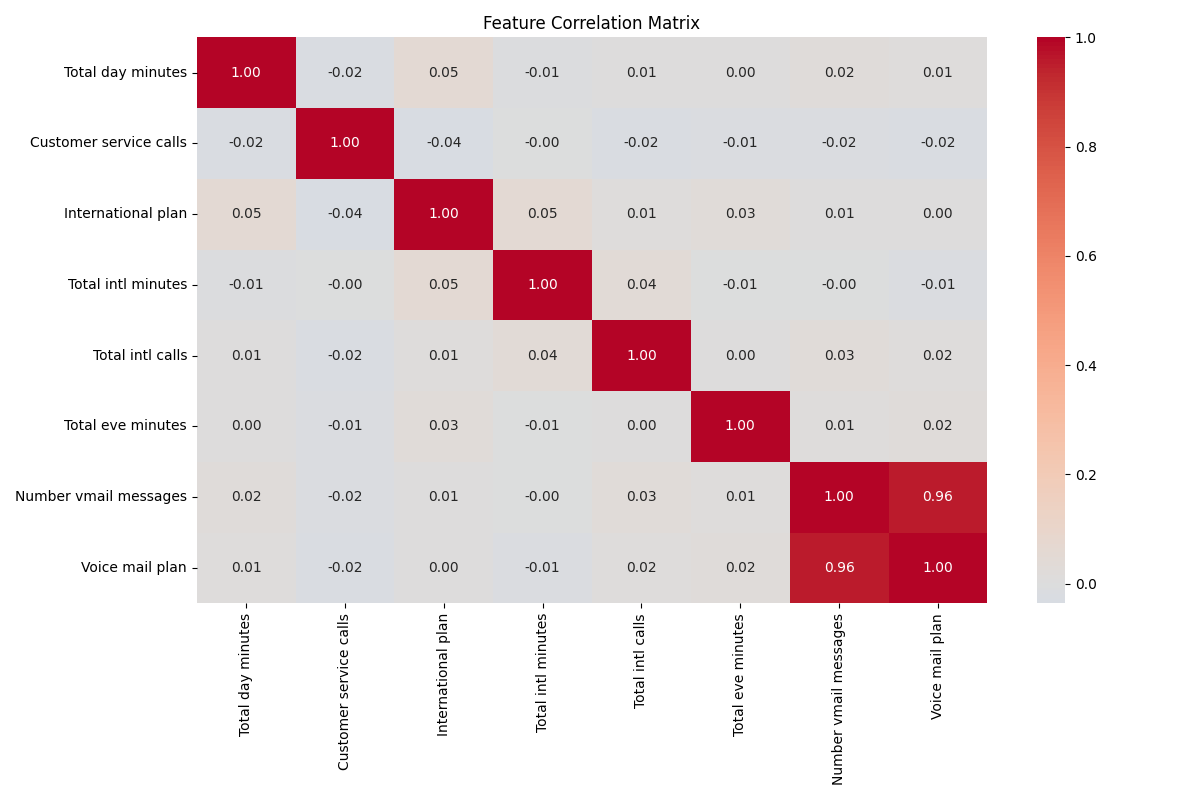 Feature Correlation Matrix
Total day minutes 1.00 -0.02 0.05 -0.01 0.01 0.00 0.02 0.01
Customer service calls -0.02 1.00 -0.04 -0.00 -0.02 -0.01 -0.02 -0.02
International plan 0.05 -0.04 1.00 0.05 0.01 0.03 0.01 0.00
Total intl minutes -0.01 -0.00 0.05 1.00 0.04 -0.01 -0.00 -0.01
Total intl calls 0.01 -0.02 0.01 0.04 1.00 0.00 0.03 0.02
Total eve minutes 0.00 -0.01 0.03 -0.01 0.00 1.00 0.01 0.02
Number vmail messages 0.02 -0.02 0.01 -0.00 0.03 0.01 1.00 0.96
Voice mail plan 0.01 -0.02 0.00 -0.01 0.02 0.02 0.96 1.00
Total day minutes
Customer service calls
International plan
Total intl minutes
Total intl calls
Total eve minutes
Number vmail messages
Voice mail plan
1.0
0.8
0.6
0.4
0.2
0.0